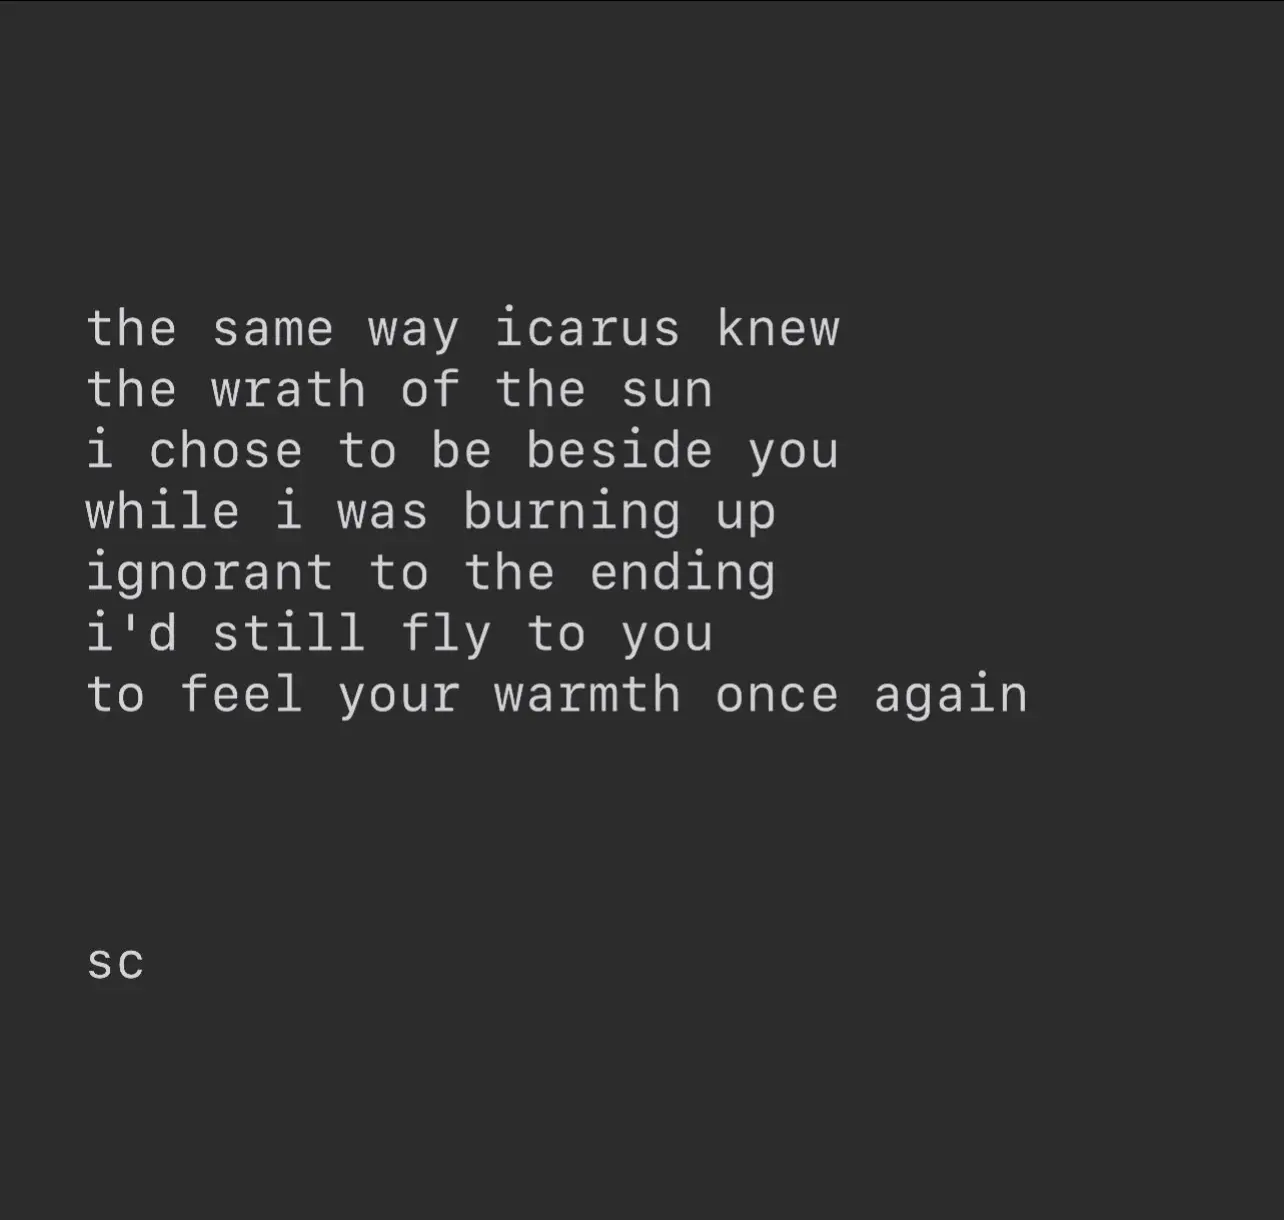 the same way icarus knew
the wrath of the sun
i chose to be beside you
while i was burning up
ignorant to the ending
i'd still fly to you
to feel your warmth once again
sc